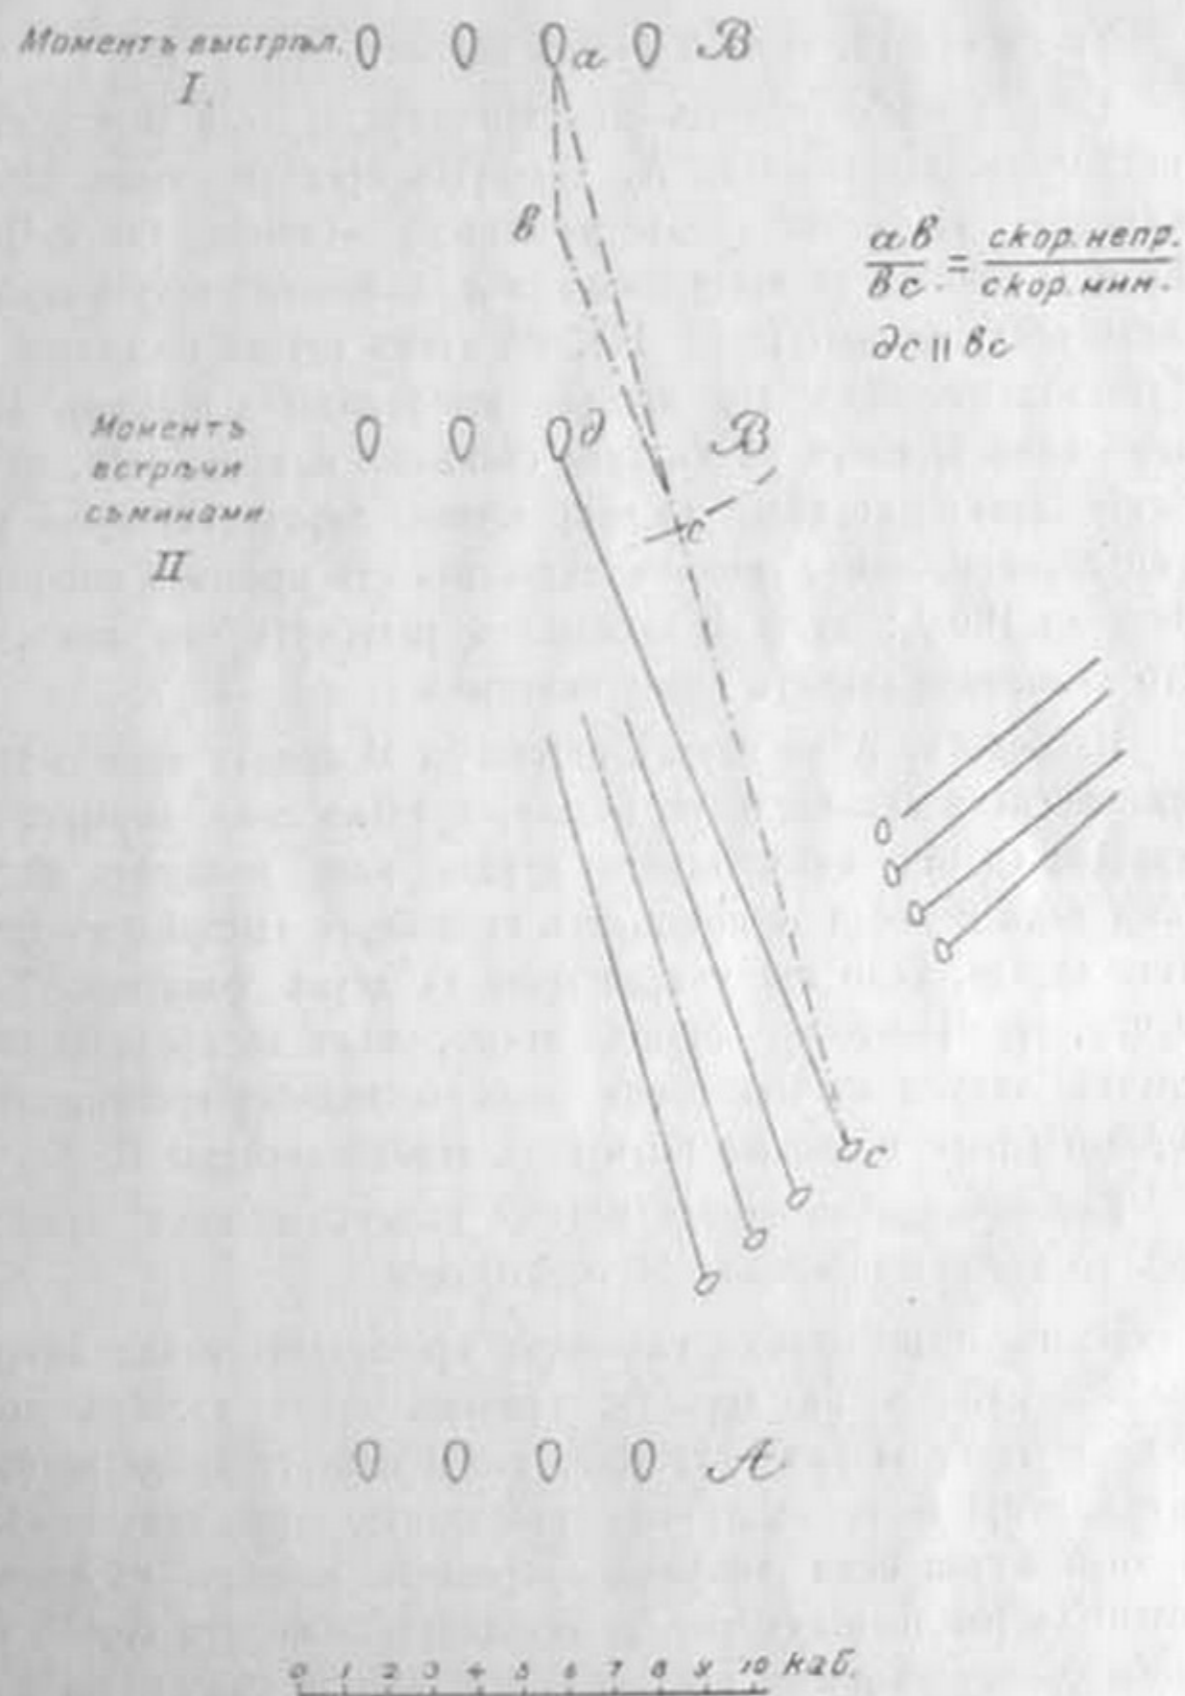 Моментъ выстрѣл.
I.
а В
в
ав / вс. = скор. непр. / скор. мин.
дс || вс
Моментъ
встрѣчи
съ минами
II
д В
с
с
А
0 1 2 3 4 5 6 7 8 9 10 каб.